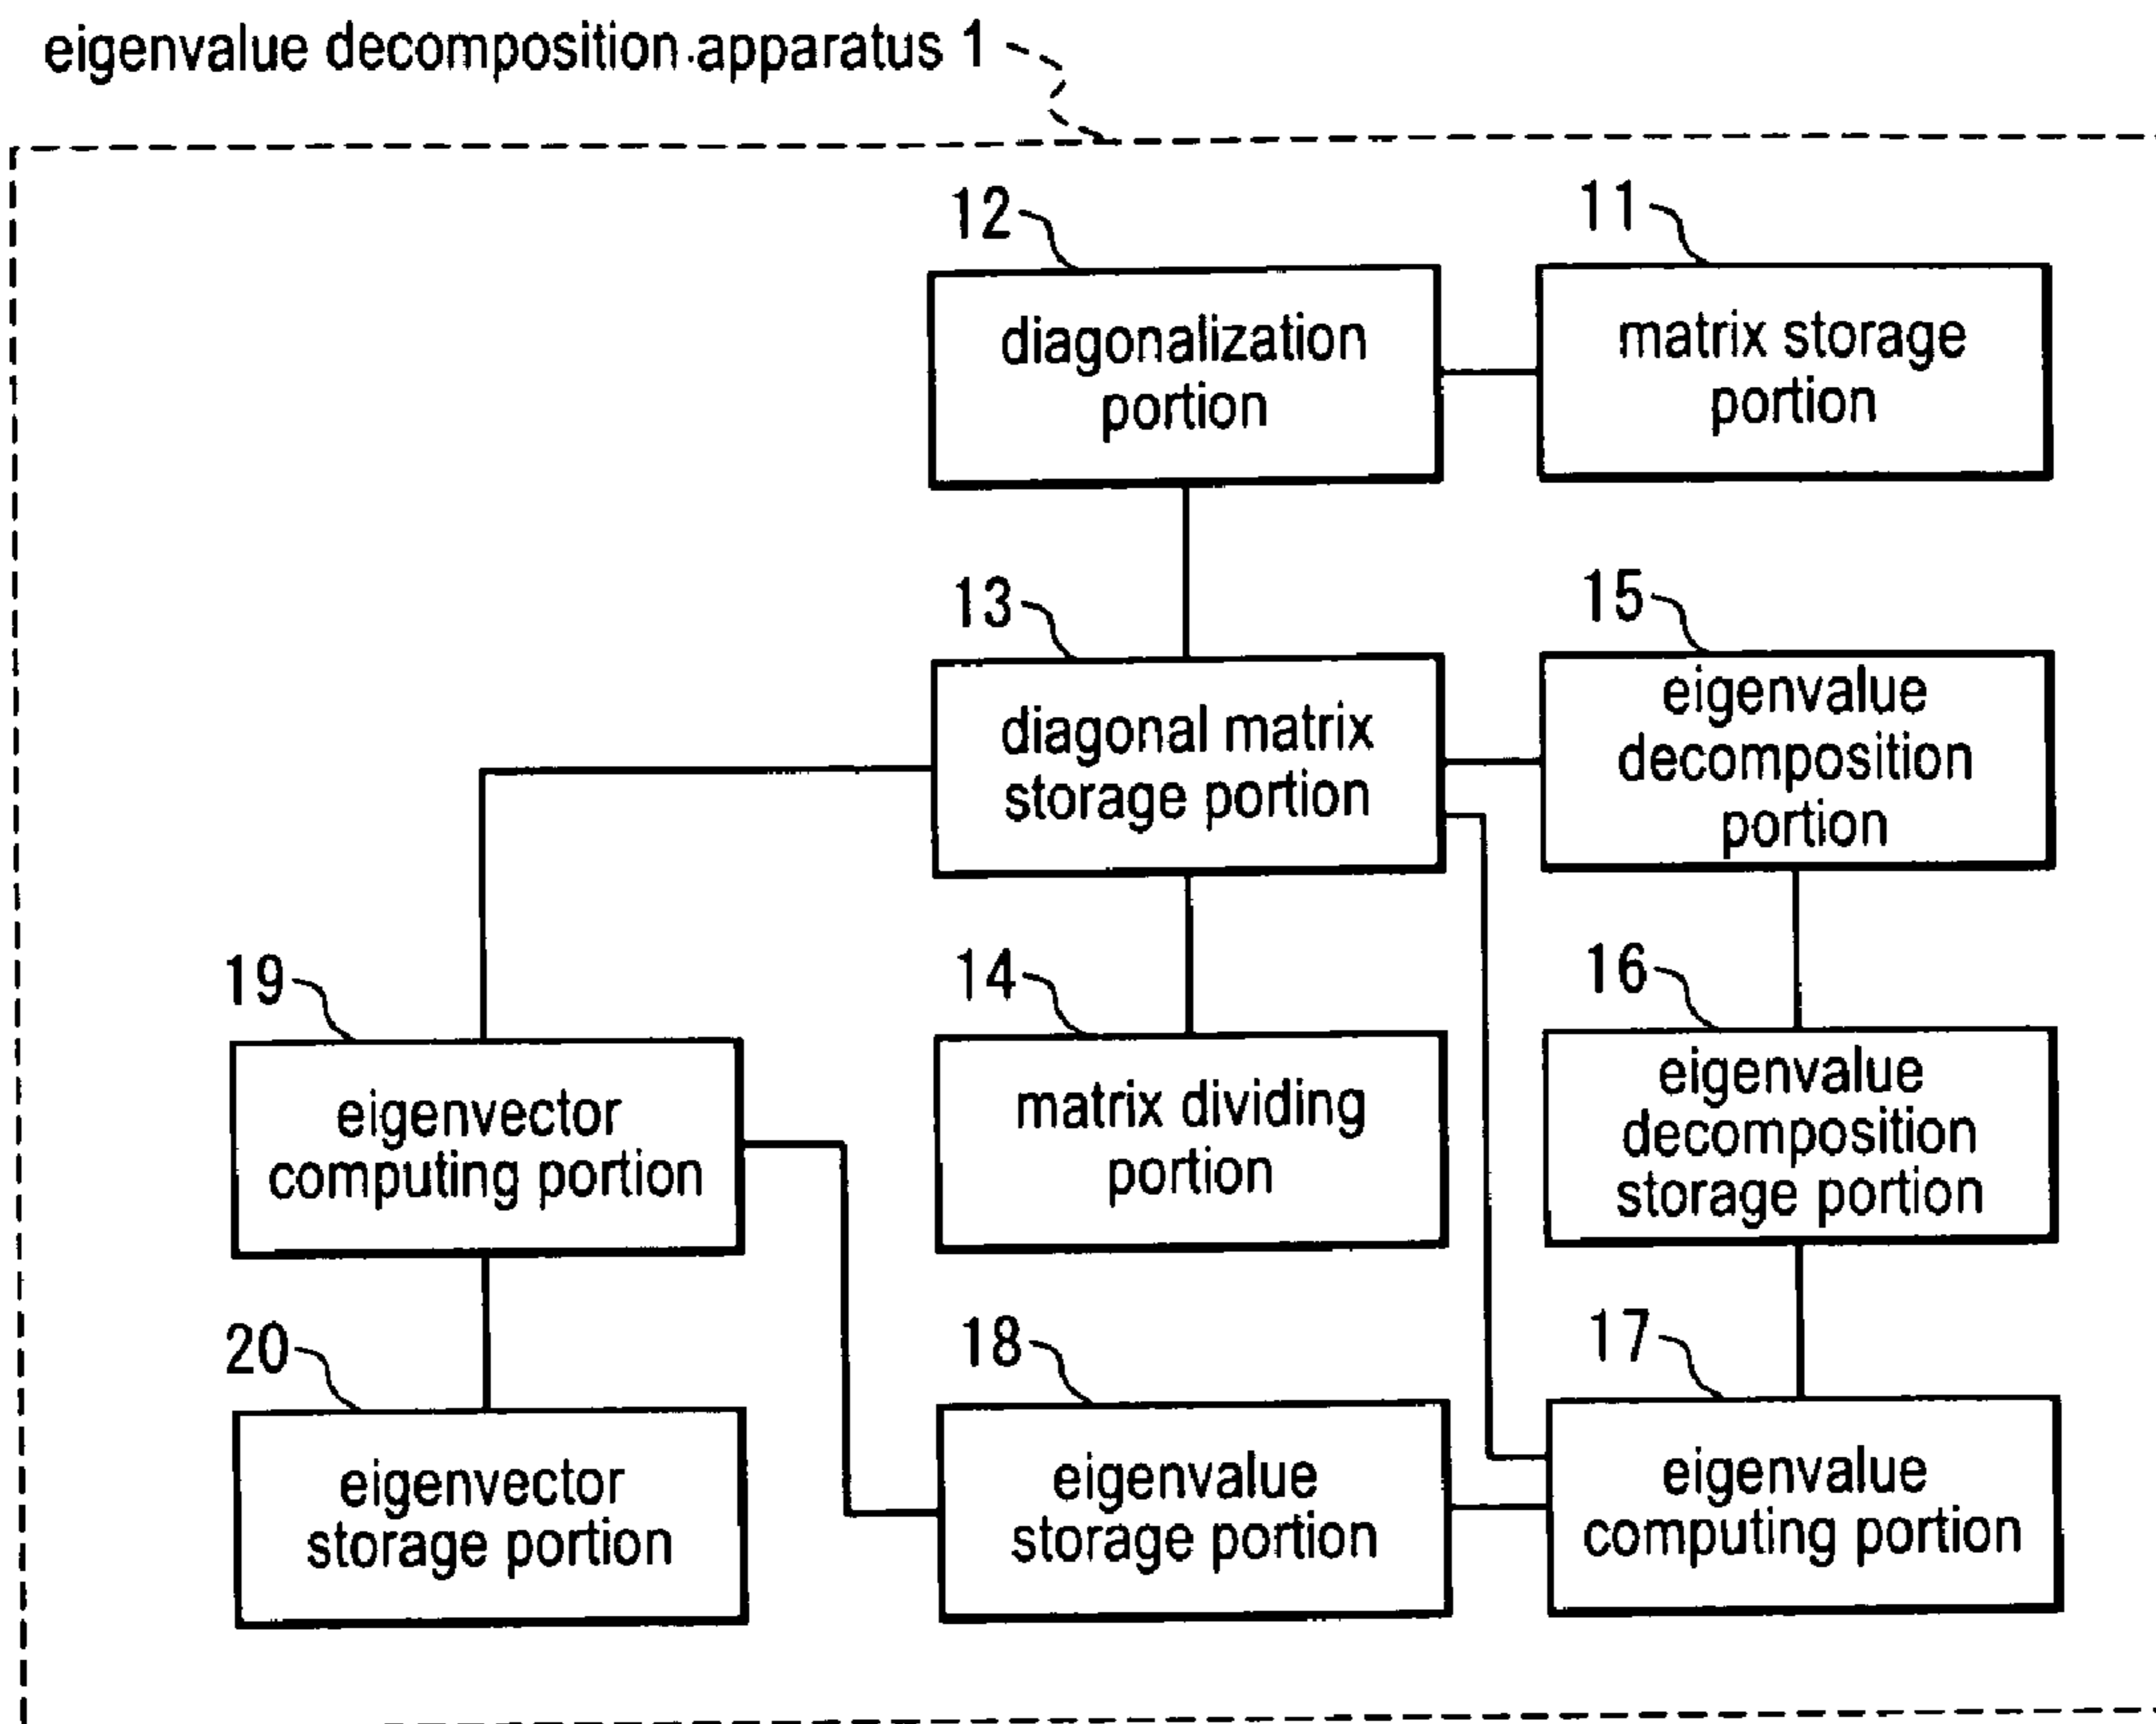 eigenvalue decomposition apparatus 1
12
11
diagonalization
portion
matrix storage
portion
13
15
diagonal matrix
storage portion
eigenvalue
decomposition
portion
19
14
16
eigenvector
computing portion
matrix dividing
portion
eigenvalue
decomposition
storage portion
20
18
17
eigenvector
storage portion
eigenvalue
storage portion
eigenvalue
computing portion